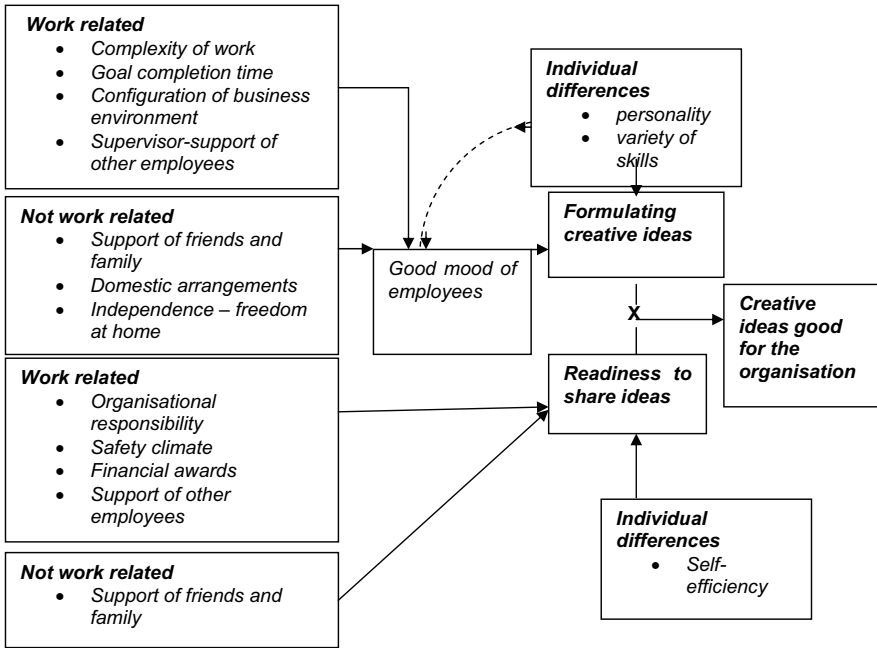 Work related
• Complexity of work
• Goal completion time
• Configuration of business
environment
• Supervisor-support of
other employees
Individual
differences
• personality
• variety of
skills
Not work related
• Support of friends and
family
• Domestic arrangements
• Independence – freedom
at home
Good mood of
employees
Formulating
creative ideas
X
Creative
ideas good
for the
organisation
Work related
• Organisational
responsibility
• Safety climate
• Financial awards
• Support of other
employees
Readiness to
share ideas
Not work related
• Support of friends and
family
Individual
differences
• Self-
efficiency